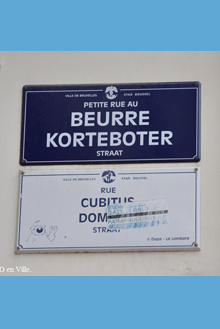 VILLE DE BRUXELLES STAD BRUSSEL
PETITE RUE AU
BEURRE
KORTEBOTER
STRAAT
VILLE DE BRUXELLES STAD BRUSSEL
RUE
CUBITUS
STRAAT
© Dupa - Le Lombard
D en Ville.